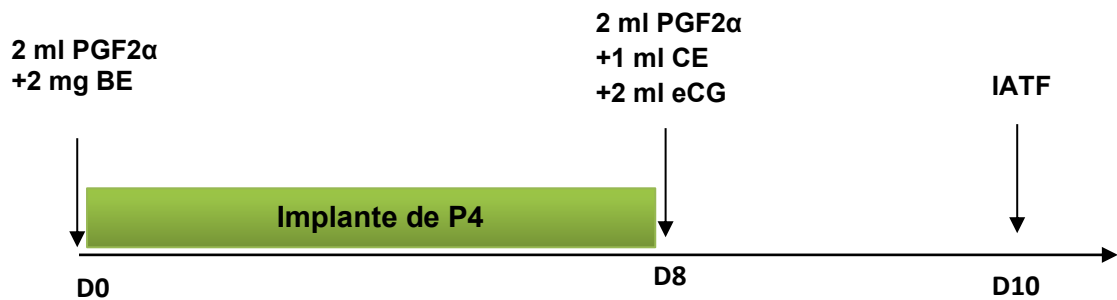 2 ml PGF2α
+2 mg BE
2 ml PGF2α
+1 ml CE
+2 ml eCG
IATF
Implante de P4
D0
D8
D10